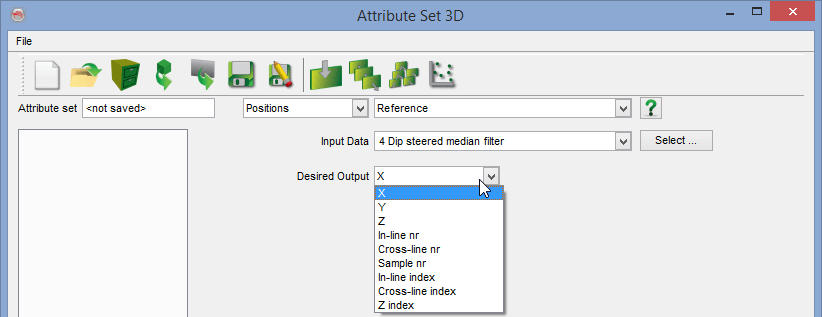 Attribute Set 3D
File
Attribute set <not saved> Positions Reference ?
Input Data 4 Dip steered median filter Select ...
Desired Output X
X
Y
Z
In-line nr
Cross-line nr
Sample nr
In-line index
Cross-line index
Z index